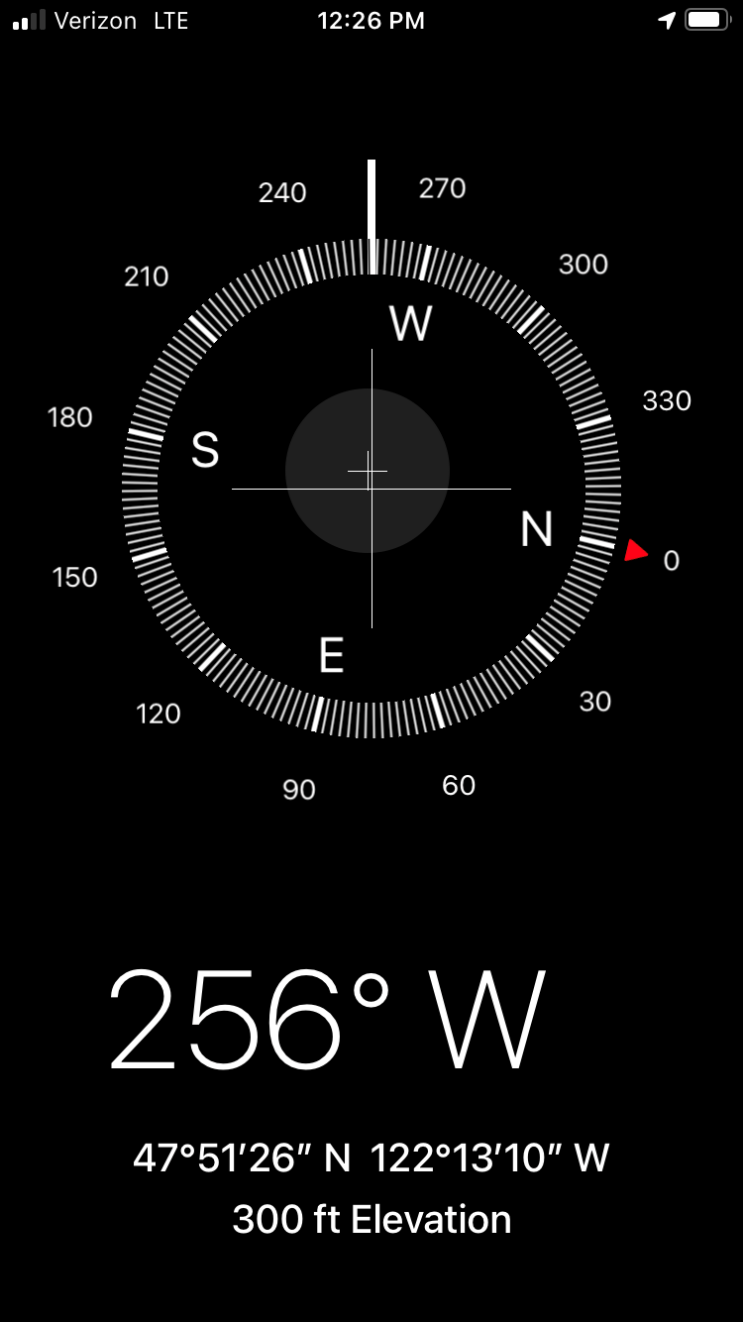 Verizon LTE 12:26 PM
240 270
210 300
W
330
180
S
N
0
150
E
30
120
60
90
256° W
47°51′26″ N 122°13′10″ W
300 ft Elevation